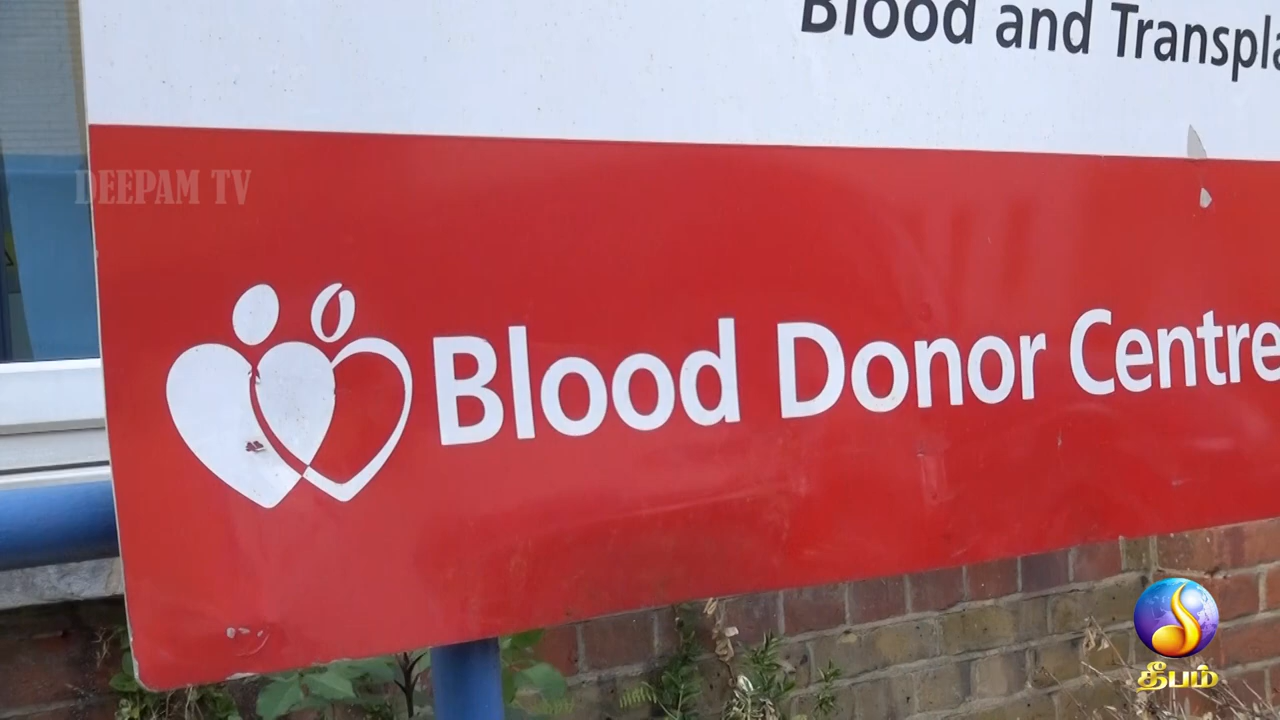 Blood and Transpla
DEEPAM TV
Blood Donor Centre
தீபம்